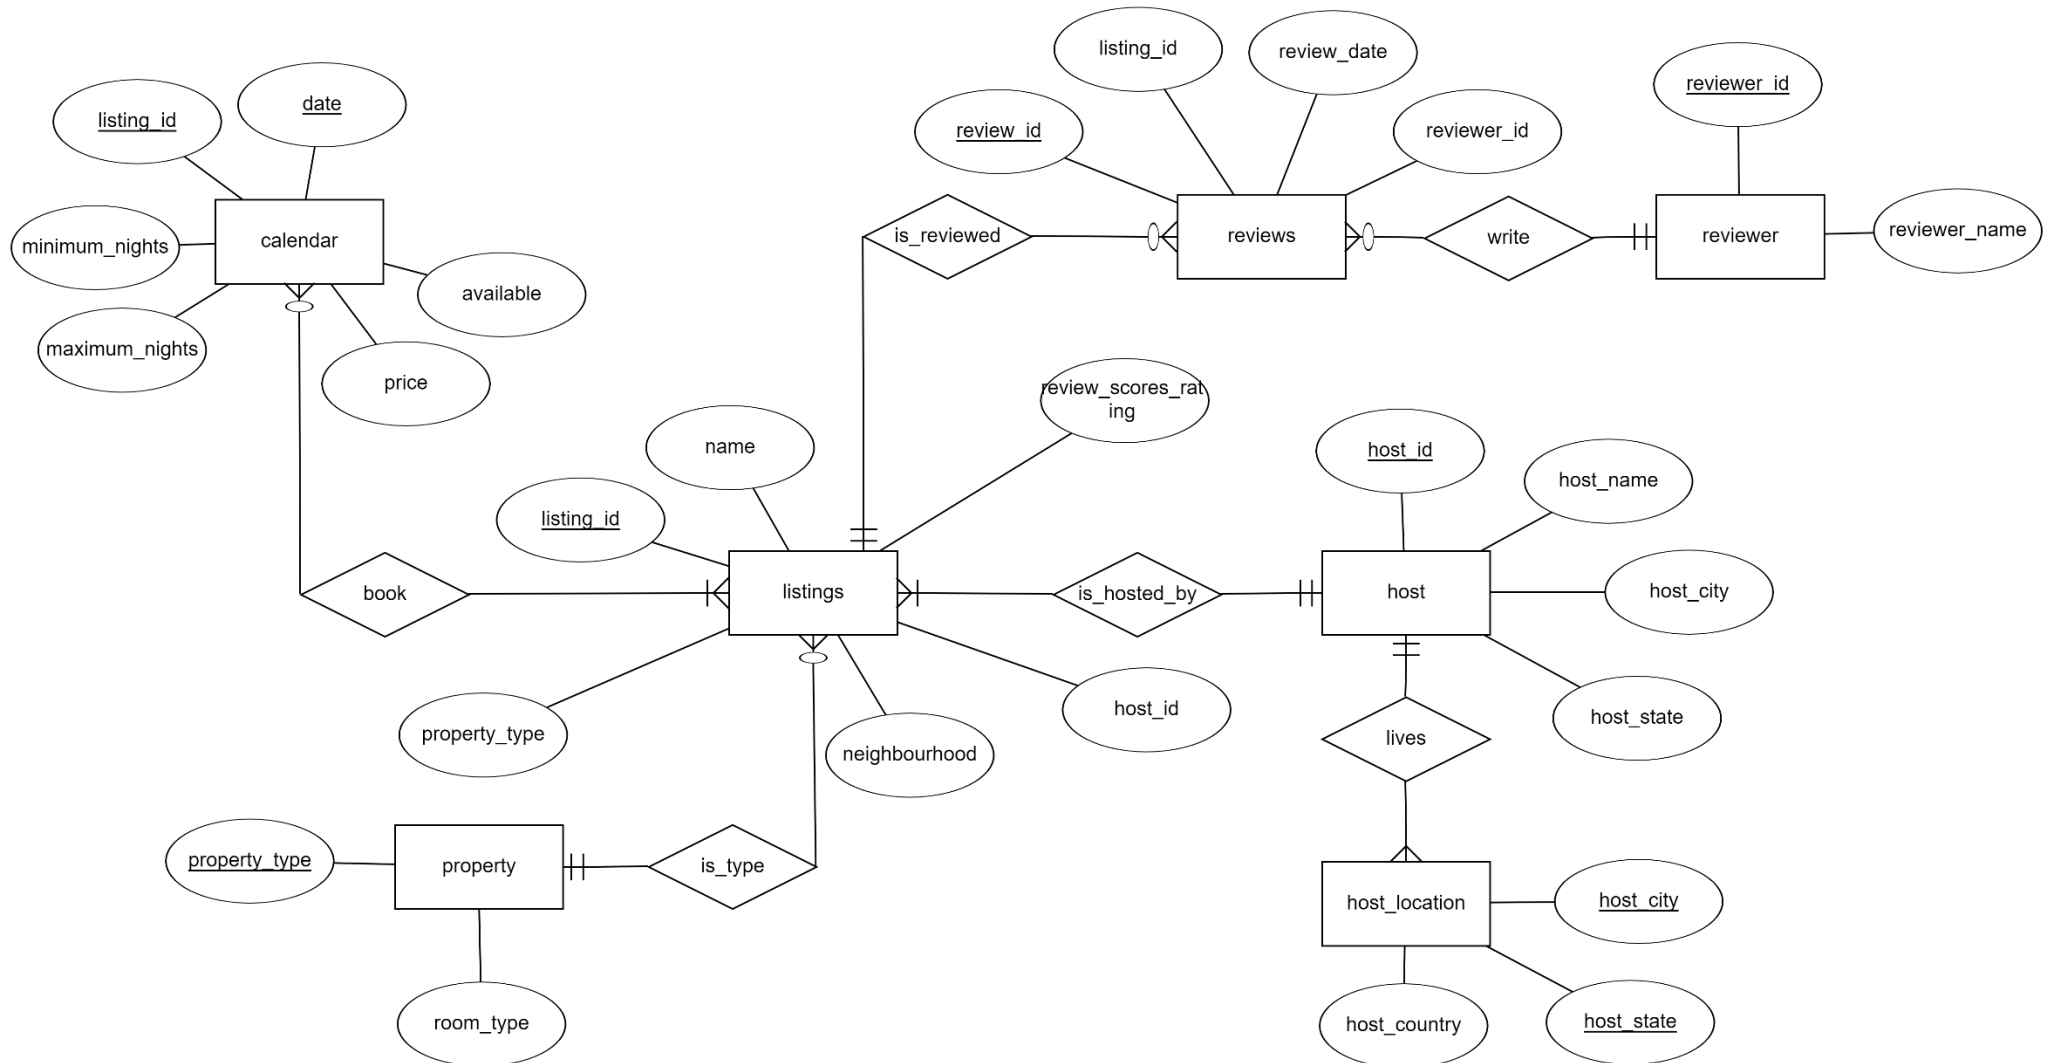 listing_id
review_date
reviewer_id
date
listing_id
review_id
reviewer_id
reviewer_name
calendar
is_reviewed
reviews
write
reviewer
minimum_nights
available
maximum_nights
price
review_scores_rat
ing
name
host_id
host_name
listing_id
book
listings
is_hosted_by
host
host_city
host_id
host_state
property_type
neighbourhood
lives
property_type
property
is_type
host_location
host_city
room_type
host_country
host_state